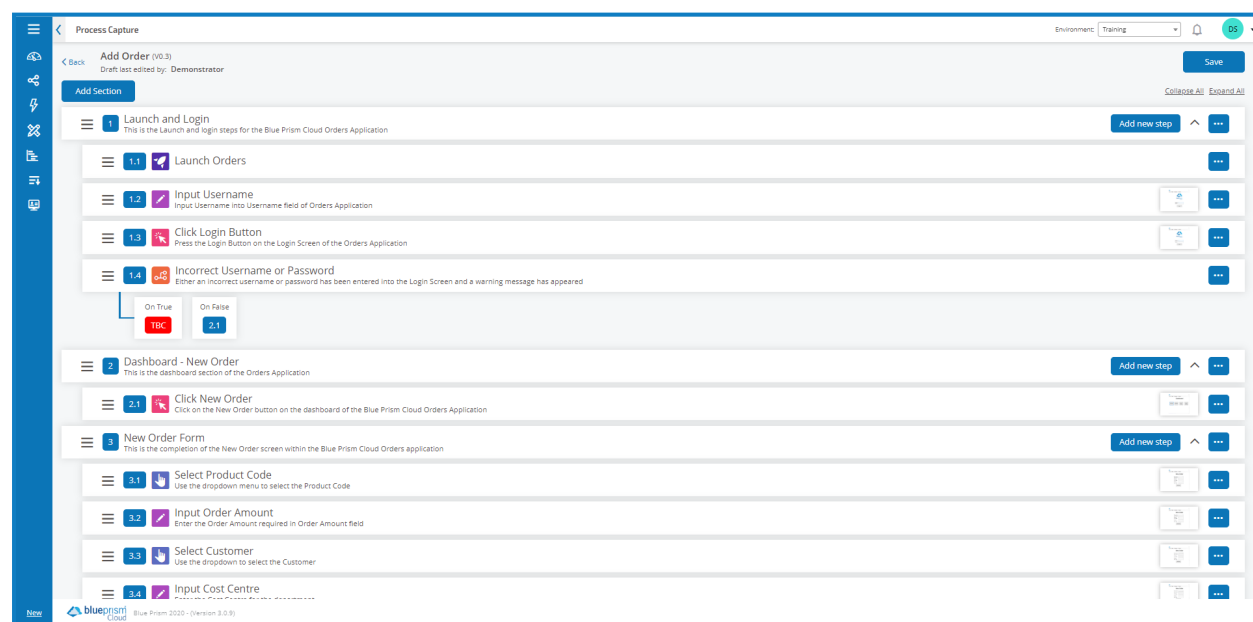 Process Capture
Environment: Training
DS
Back
Add Order (V0.3)
Draft last edited by: Demonstrator
Save
Add Section
Collapse All Expand All
1 Launch and Login
This is the Launch and login steps for the Blue Prism Cloud Orders Application
Add new step
1.1 Launch Orders
1.2 Input Username
Input Username into Username field of Orders Application
1.3 Click Login Button
Press the Login Button on the Login Screen of the Orders Application
1.4 Incorrect Username or Password
Either an incorrect username or password has been entered into the Login Screen and a warning message has appeared
On True On False
TBC 2.1
2 Dashboard - New Order
This is the dashboard section of the Orders Application
Add new step
2.1 Click New Order
Click on the New Order button on the dashboard of the Blue Prism Cloud Orders Application
3 New Order Form
This is the completion of the New Order screen within the Blue Prism Cloud Orders application
Add new step
3.1 Select Product Code
Use the dropdown menu to select the Product Code
3.2 Input Order Amount
Enter the Order Amount required in Order Amount field
3.3 Select Customer
Use the dropdown to select the Customer
3.4 Input Cost Centre
New
blueprism
Cloud
Blue Prism 2020 - (Version 3.0.9)